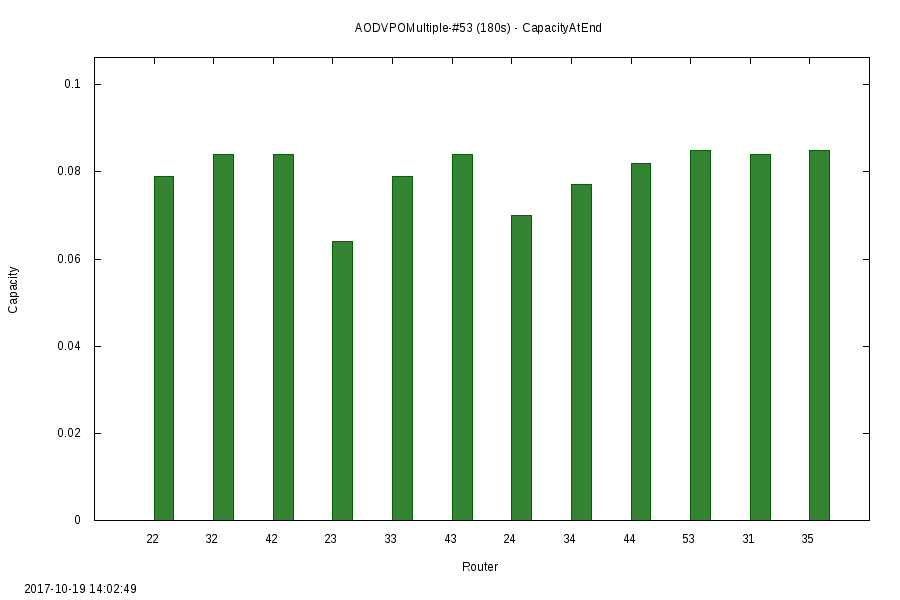 AODVPOMultiple-#53 (180s) - CapacityAtEnd
0.1
0.08
0.06
0.04
0.02
0
Capacity
22 32 42 23 33 43 24 34 44 53 31 35
Router
2017-10-19 14:02:49